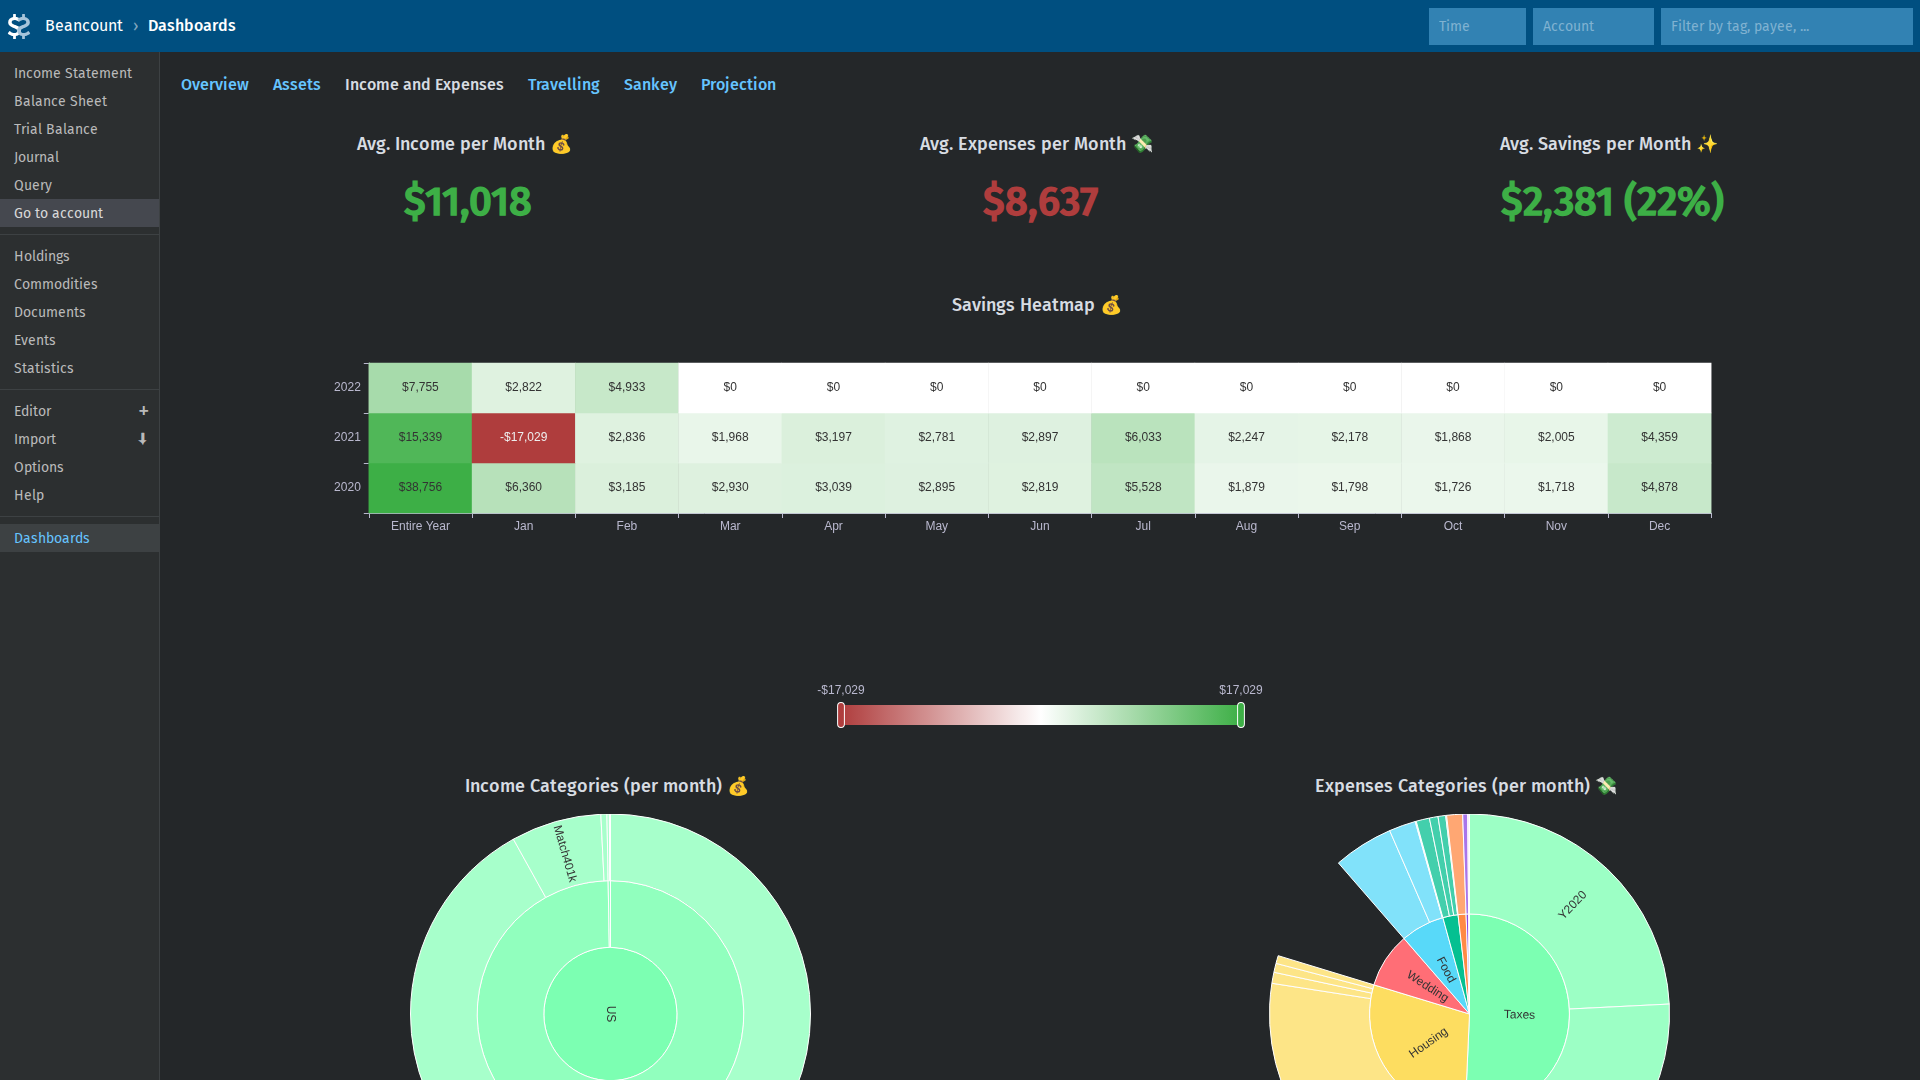 Beancount › Dashboards
Time
Account
Filter by tag, payee, ...
Income Statement
Balance Sheet
Trial Balance
Journal
Query
Go to account
Holdings
Commodities
Documents
Events
Statistics
Editor +
Import
Options
Help
Dashboards
Overview Assets Income and Expenses Travelling Sankey Projection
Avg. Income per Month 💰
$11,018
Avg. Expenses per Month 💸
$8,637
Avg. Savings per Month ✨
$2,381 (22%)
Savings Heatmap 💰
2022 $7,755 $2,822 $4,933 $0 $0 $0 $0 $0 $0 $0 $0 $0 $0
2021 $15,339 -$17,029 $2,836 $1,968 $3,197 $2,781 $2,897 $6,033 $2,247 $2,178 $1,868 $2,005 $4,359
2020 $38,756 $6,360 $3,185 $2,930 $3,039 $2,895 $2,819 $5,528 $1,879 $1,798 $1,726 $1,718 $4,878
Entire Year Jan Feb Mar Apr May Jun Jul Aug Sep Oct Nov Dec
-$17,029 $17,029
Income Categories (per month) 💰
Match401k
US
Expenses Categories (per month) 💸
Y2020
Food
Wedding
Taxes
Housing